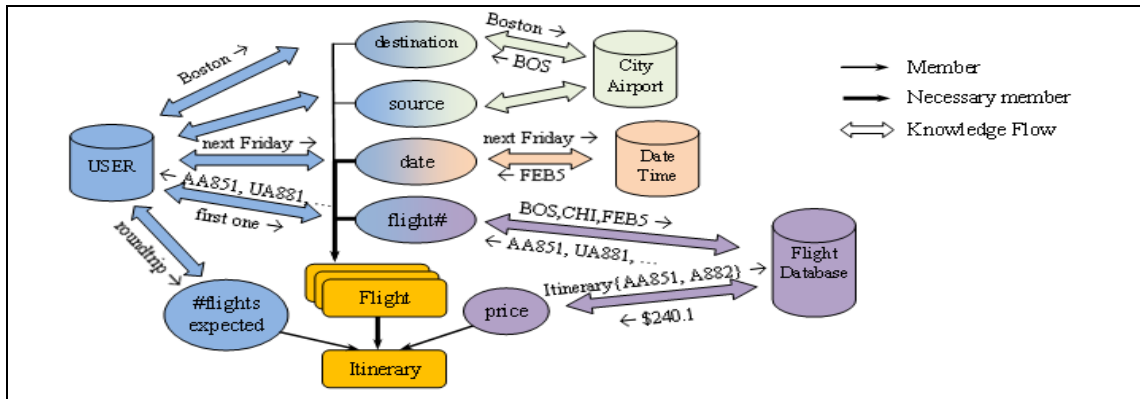 Boston →
destination
Boston →
← BOS
City
Airport
source
USER
next Friday →
date
next Friday →
← FEB5
Date
Time
← AA851, UA881, ...
first one →
flight#
BOS,CHI,FEB5 →
← AA851, UA881, ...
Flight
Database
roundtrip →
#flights
expected
Flight
price
Itinerary{AA851, A882} →
← $240.1
Itinerary
Member
Necessary member
Knowledge Flow